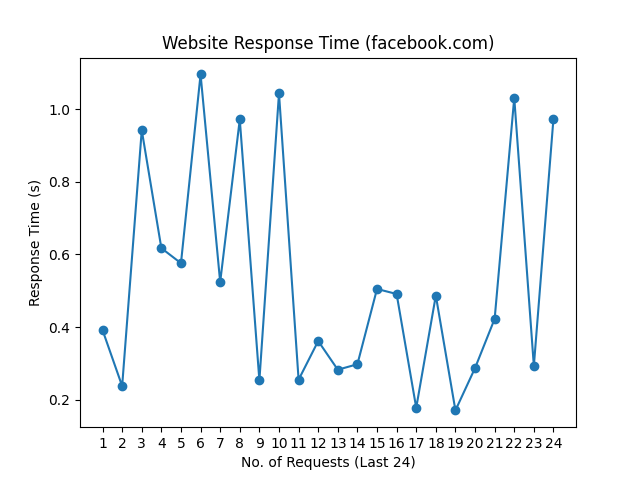 Website Response Time (facebook.com)
Response Time (s)
1.0
0.8
0.6
0.4
0.2
1 2 3 4 5 6 7 8 9 10 11 12 13 14 15 16 17 18 19 20 21 22 23 24
No. of Requests (Last 24)